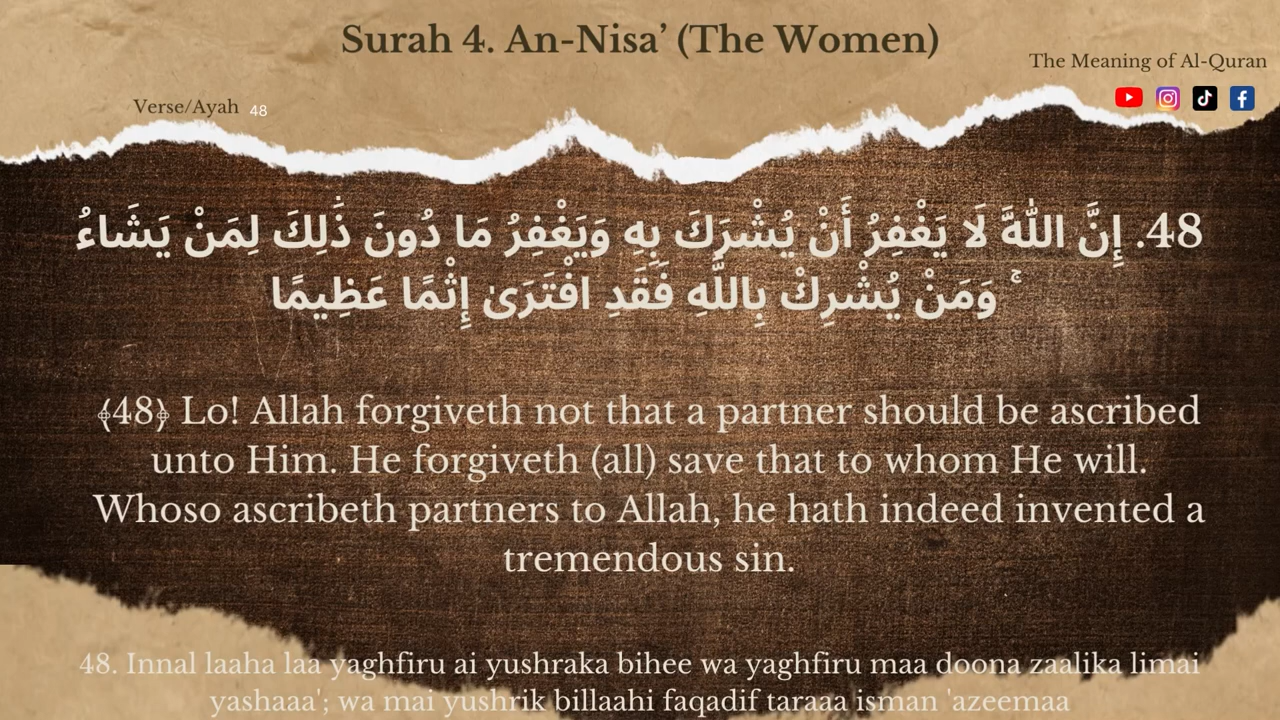 Surah 4. An-Nisa’ (The Women)
The Meaning of Al-Quran
Verse/Ayah 48
48. إِنَّ اللَّهَ لَا يَغْفِرُ أَنْ يُشْرَكَ بِهِ وَيَغْفِرُ مَا دُونَ ذَٰلِكَ لِمَنْ يَشَاءُ
ۚ وَمَنْ يُشْرِكْ بِاللَّهِ فَقَدِ افْتَرَىٰ إِثْمًا عَظِيمًا
﴾48﴿ Lo! Allah forgiveth not that a partner should be ascribed
unto Him. He forgiveth (all) save that to whom He will.
Whoso ascribeth partners to Allah, he hath indeed invented a
tremendous sin.
48. Innal laaha laa yaghfiru ai yushraka bihee wa yaghfiru maa doona zaalika limai
yashaaa'; wa mai yushrik billaahi faqadif taraaa isman 'azeemaa